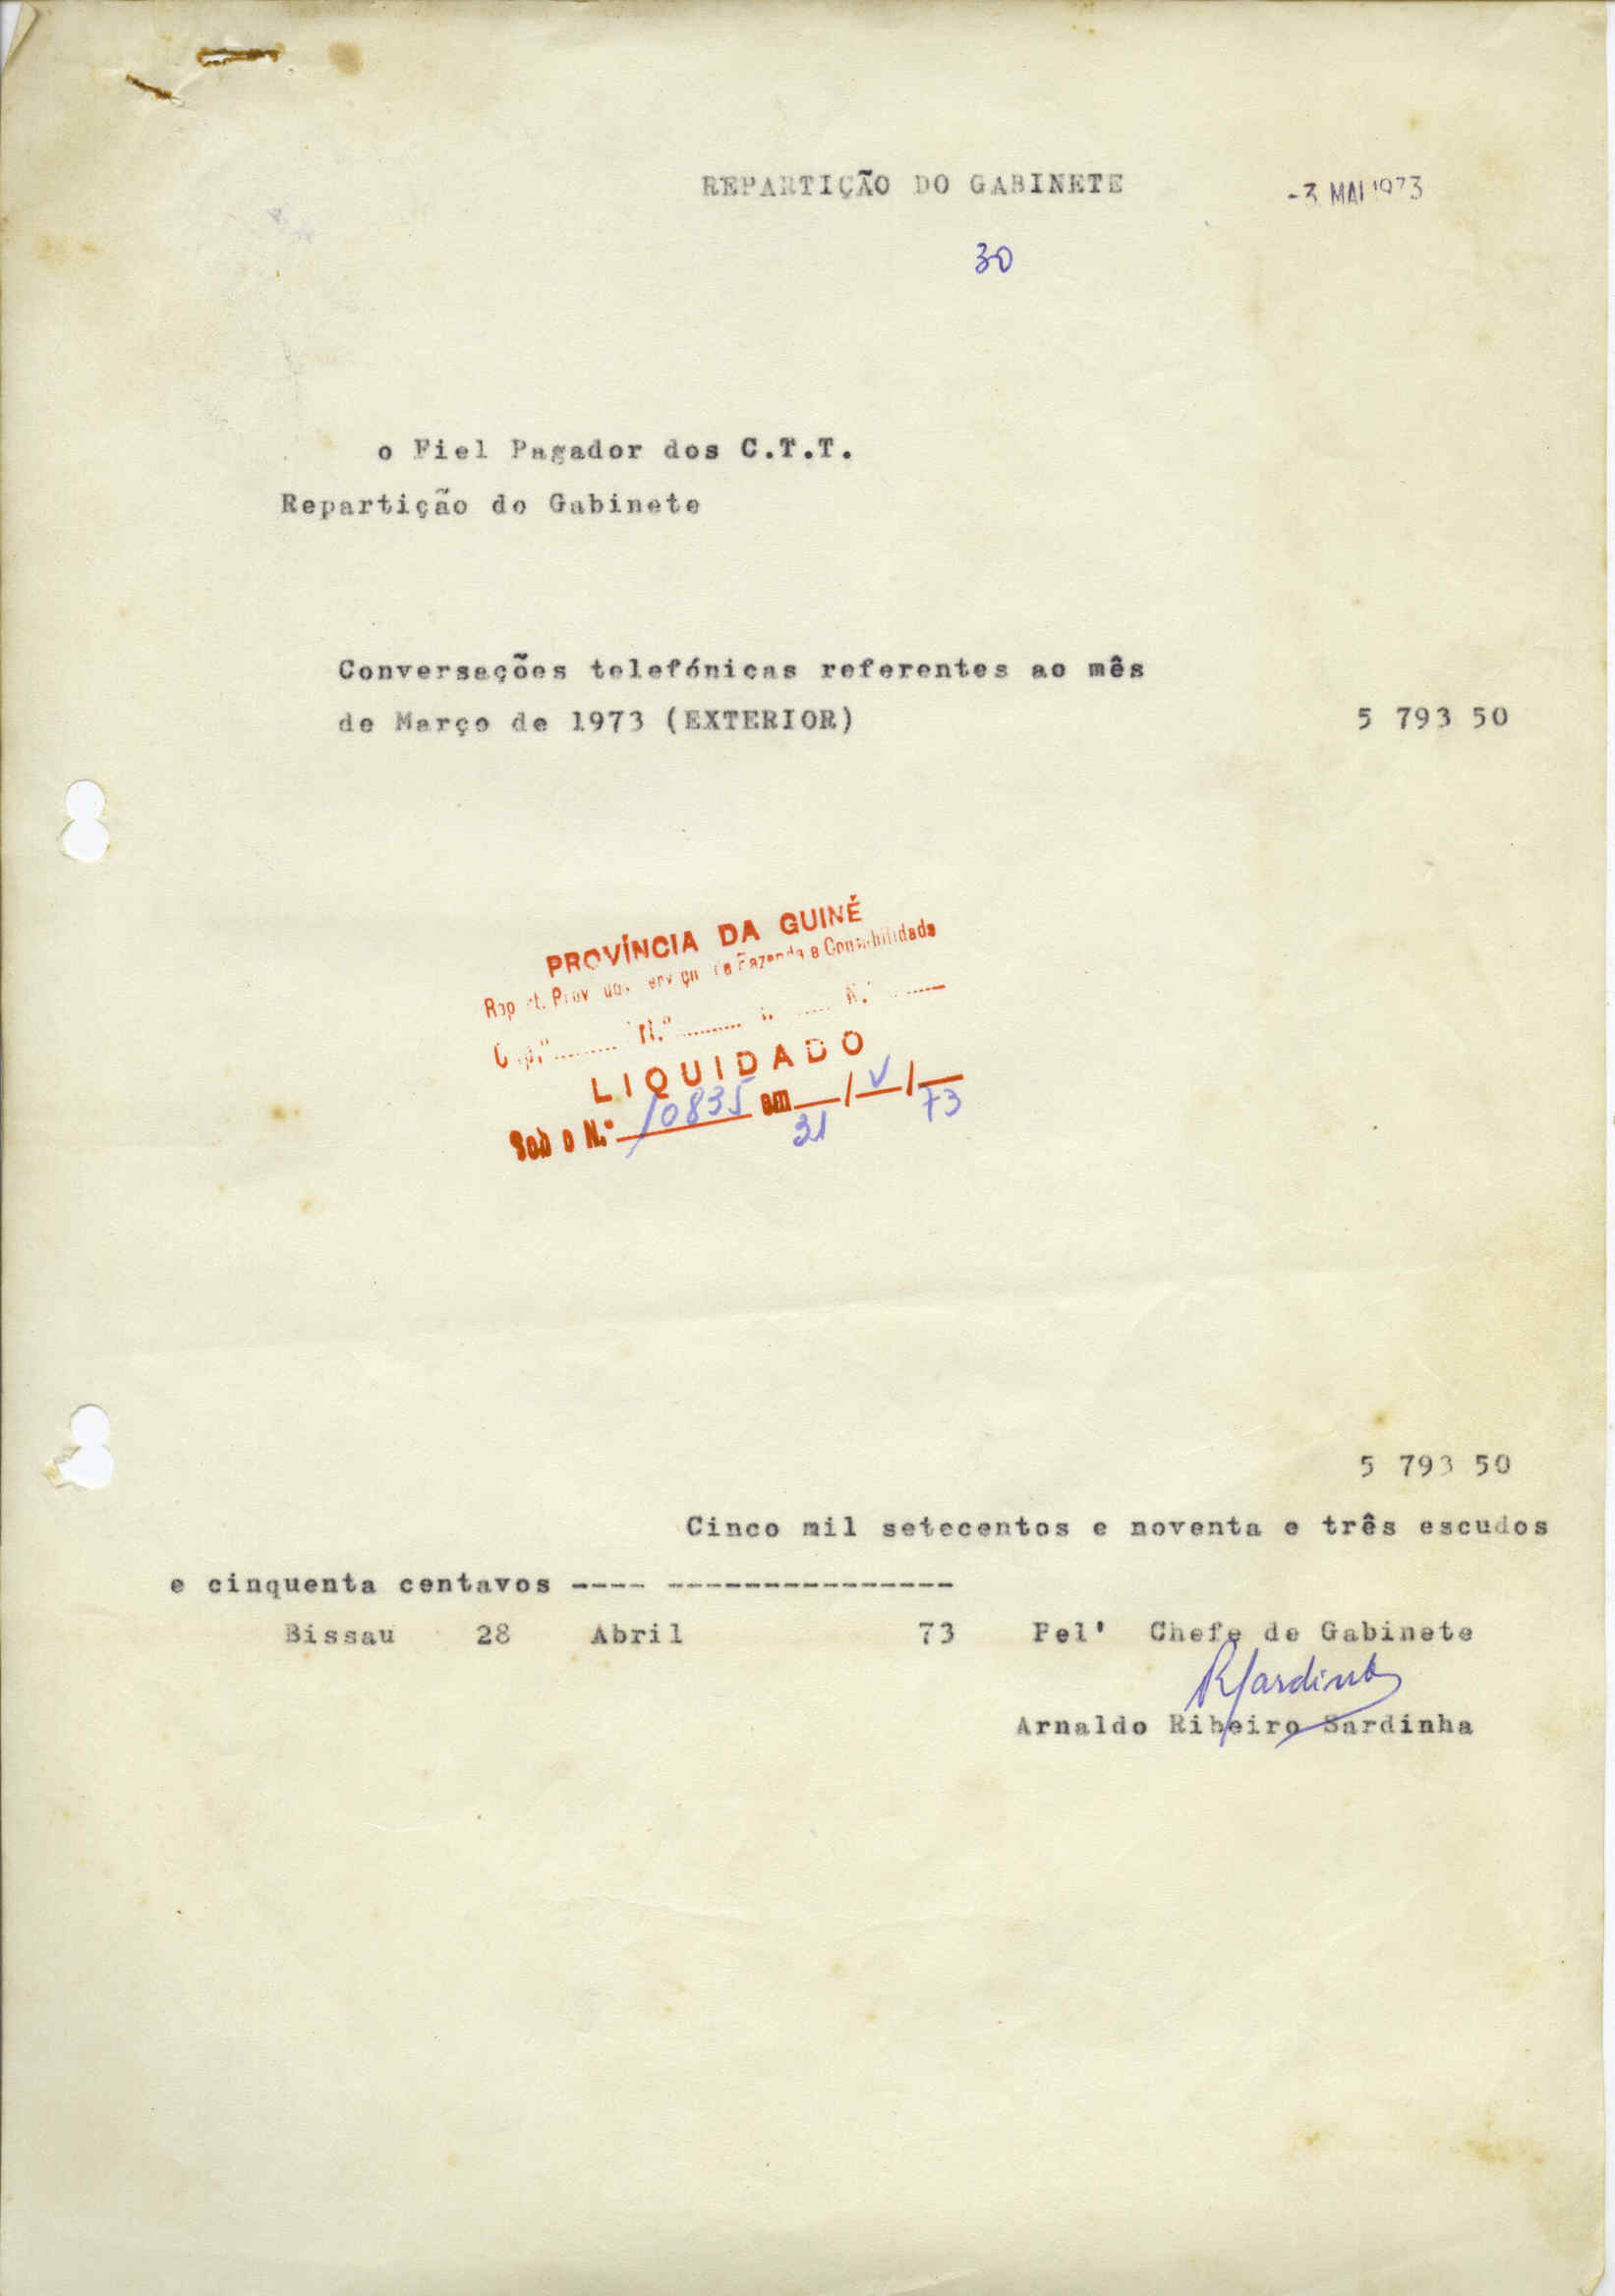 REPARTIÇÃO DO GABINETE
-3 MAI 1973
30
o Fiel Pagador dos C.T.T.
Repartição do Gabinete
Conversações telefónicas referentes ao mês
de Março de 1973 (EXTERIOR) 5 793 50
PROVÍNCIA DA GUINÉ
Fazenda e Contabilidade
N.º
LIQUIDADO
Sob o N.º 10835 em 31/V/73
5 793 50
Cinco mil setecentos e noventa e três escudos
e cinquenta centavos ---- ---------------
Bissau 28 Abril 73 Pel' Chefe de Gabinete
RSardinha
Arnaldo Ribeiro Sardinha